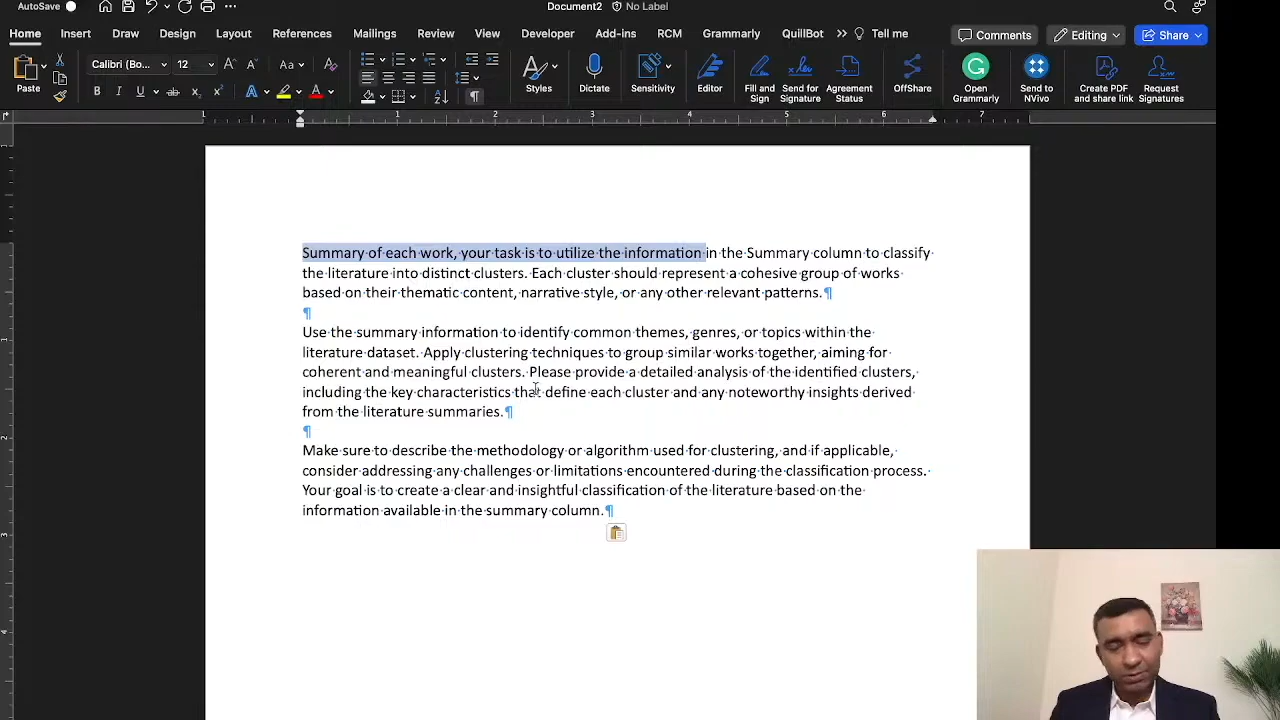 AutoSave
Document2
No Label
Home Insert Draw Design Layout References Mailings Review View Developer Add-ins RCM Grammarly QuillBot Tell me Comments Editing Share
Calibri (Bo... 12 Aa
Paste Styles Dictate Sensitivity Editor Fill and Sign Send for Signature Agreement Status OffShare Open Grammarly Send to NVivo Create PDF and share link Request Signatures
1 1 2 3 4 5 6 7
Summary of each work, your task is to utilize the information in the Summary column to classify
the literature into distinct clusters. Each cluster should represent a cohesive group of works
based on their thematic content, narrative style, or any other relevant patterns.¶
¶
Use the summary information to identify common themes, genres, or topics within the
literature dataset. Apply clustering techniques to group similar works together, aiming for
coherent and meaningful clusters. Please provide a detailed analysis of the identified clusters,
including the key characteristics that define each cluster and any noteworthy insights derived
from the literature summaries.¶
¶
Make sure to describe the methodology or algorithm used for clustering, and if applicable,
consider addressing any challenges or limitations encountered during the classification process.
Your goal is to create a clear and insightful classification of the literature based on the
information available in the summary column.¶